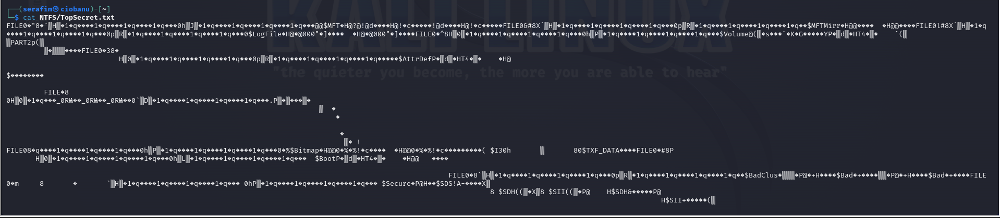 ┌──(serafim㉿ciobanu)-[~]
└─$ cat NTFS/TopSecret.txt
FILE0�"8�`▒H▒�1�q����1�q����1�q����1�q����0h▒J▒�1�q����1�q����1�q����1�q���@@$MFT�H@?@!@d����H@!�c�����!@d����H@!�c�����FILE0&#8X`▒H▒�1�q����1�q����1�q����1�q���0p▒R▒�1�q����1�q����1�q����1�q��$MFTMirr�H@@����  �H@@����FILE0l#8X`▒H▒�1�q
����1�q����1�q����1�q���0p▒R▒�1�q����1�q����1�q����1�q����0$LogFile�H@�@000"�]����  �H@�@000"�]����FILE0�^8H▒0▒�1�q����1�q����1�q����1�q���0h▒P▒�1�q����1�q����1�q����1�q���$Volume@(▒�s���`�K�G�����YP�▒d▒�HT4�▒�    `(▒
▒PART2p(▒
▒�▒▒▒����FILE0�38�
H▒0▒�1�q����1�q����1�q����1�q���0p▒R▒�1�q����1�q����1�q����1�q�����$AttrDefP�▒d▒�HT4�▒�    �H@
"the quieter you become, the more you are able to hear"
$���������
FILE�8
0H▒0▒�1�q���_0R��_0R��_0R��0`▒D▒�1�q����1�q����1�q����1�q���.P▒�▒���▒�
▒  �
�
�
▒� !
FILE08�q����1�q����1�q����1�q���0h▒P▒�1�q����1�q����1�q����1�q���0�%$Bitmap�H@@0�%�%!�c����  �H@@0�%�%!�c���������( $I30h       ▒       80$TXF_DATA����FILE0�#8P
H▒0▒�1�q����1�q����1�q����1�q���0h▒L▒�1�q����1�q����1�q����1�q���  $BootP�▒d▒�HT4�▒�    �H@@   ����
FILE0�8`▒H▒�1�q����1�q����1�q����1�q���0p▒R▒�1�q����1�q����1�q����1�q��$BadClus�▒▒▒�P@�+H����$Bad�+����▒▒�P@�+H����$Bad�+����FILE
0�m     8       �       `▒H▒�1�q����1�q����1�q����1�q��� 0hP▒�1�q����1�q����1�q����1�q��� $Secure�P@H��$SDS!A-����X▒
8 $SDH((▒�X▒8 $SII((▒�P@    H$SDH&�����P@
H$SII+�����(▒
KALI LINUX